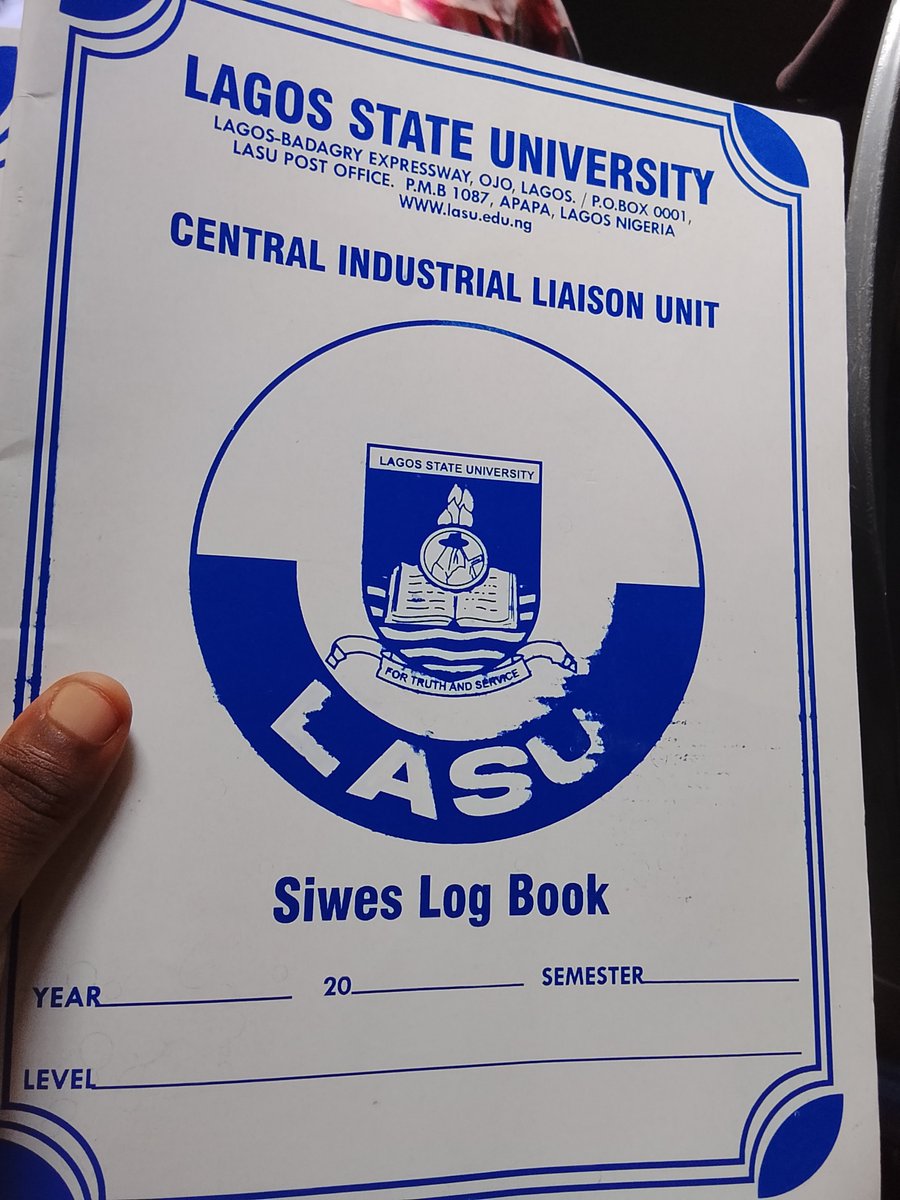 LAGOS STATE UNIVERSITY
LAGOS-BADAGRY EXPRESSWAY, OJO, LAGOS. / P.O.BOX 0001,
LASU POST OFFICE. P.M.B 1087, APAPA, LAGOS NIGERIA
WWW.lasu.edu.ng
CENTRAL INDUSTRIAL LIAISON UNIT
LAGOS STATE UNIVERSITY
FOR TRUTH AND SERVICE
LASU
Siwes Log Book
YEAR 20 SEMESTER
LEVEL